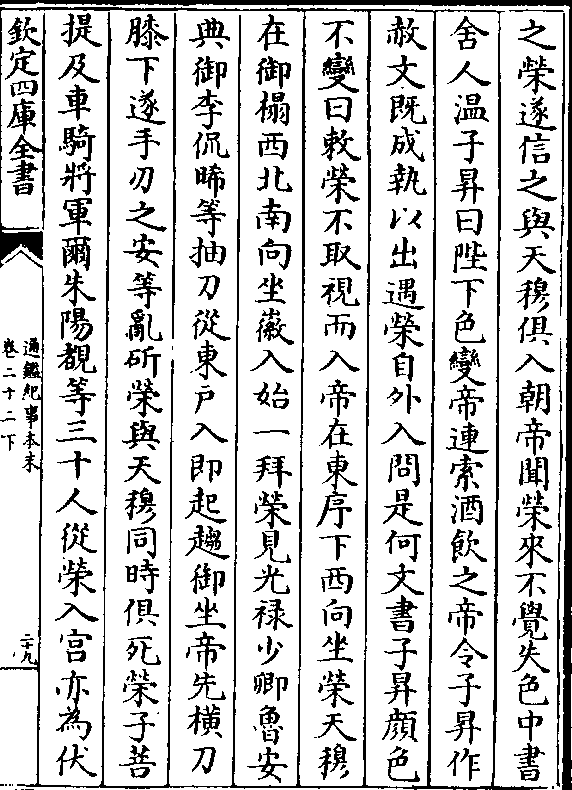 之榮遂信之與天穆俱入朝帝聞榮來不覺失色中書
舍人温子昇曰陛下色變帝連索酒飲之帝令子昇作
赦文既成執以出遇榮自外入問是何文書子昇顔色
不變曰敕榮不取視而入帝在東序下西向坐榮天穆
在御榻西北南向坐徽入始一拜榮見光禄少卿魯安
典御李侃晞等抽刀從東戶入即起趨御坐帝先横刀
膝下遂手刃之安等亂斫榮與天穆同時俱死榮子菩
提及車騎將軍爾朱陽覩等三十人從榮入宫亦為伏
欽定四庫全書
通鑑紀事本末
卷二十二下
二十九